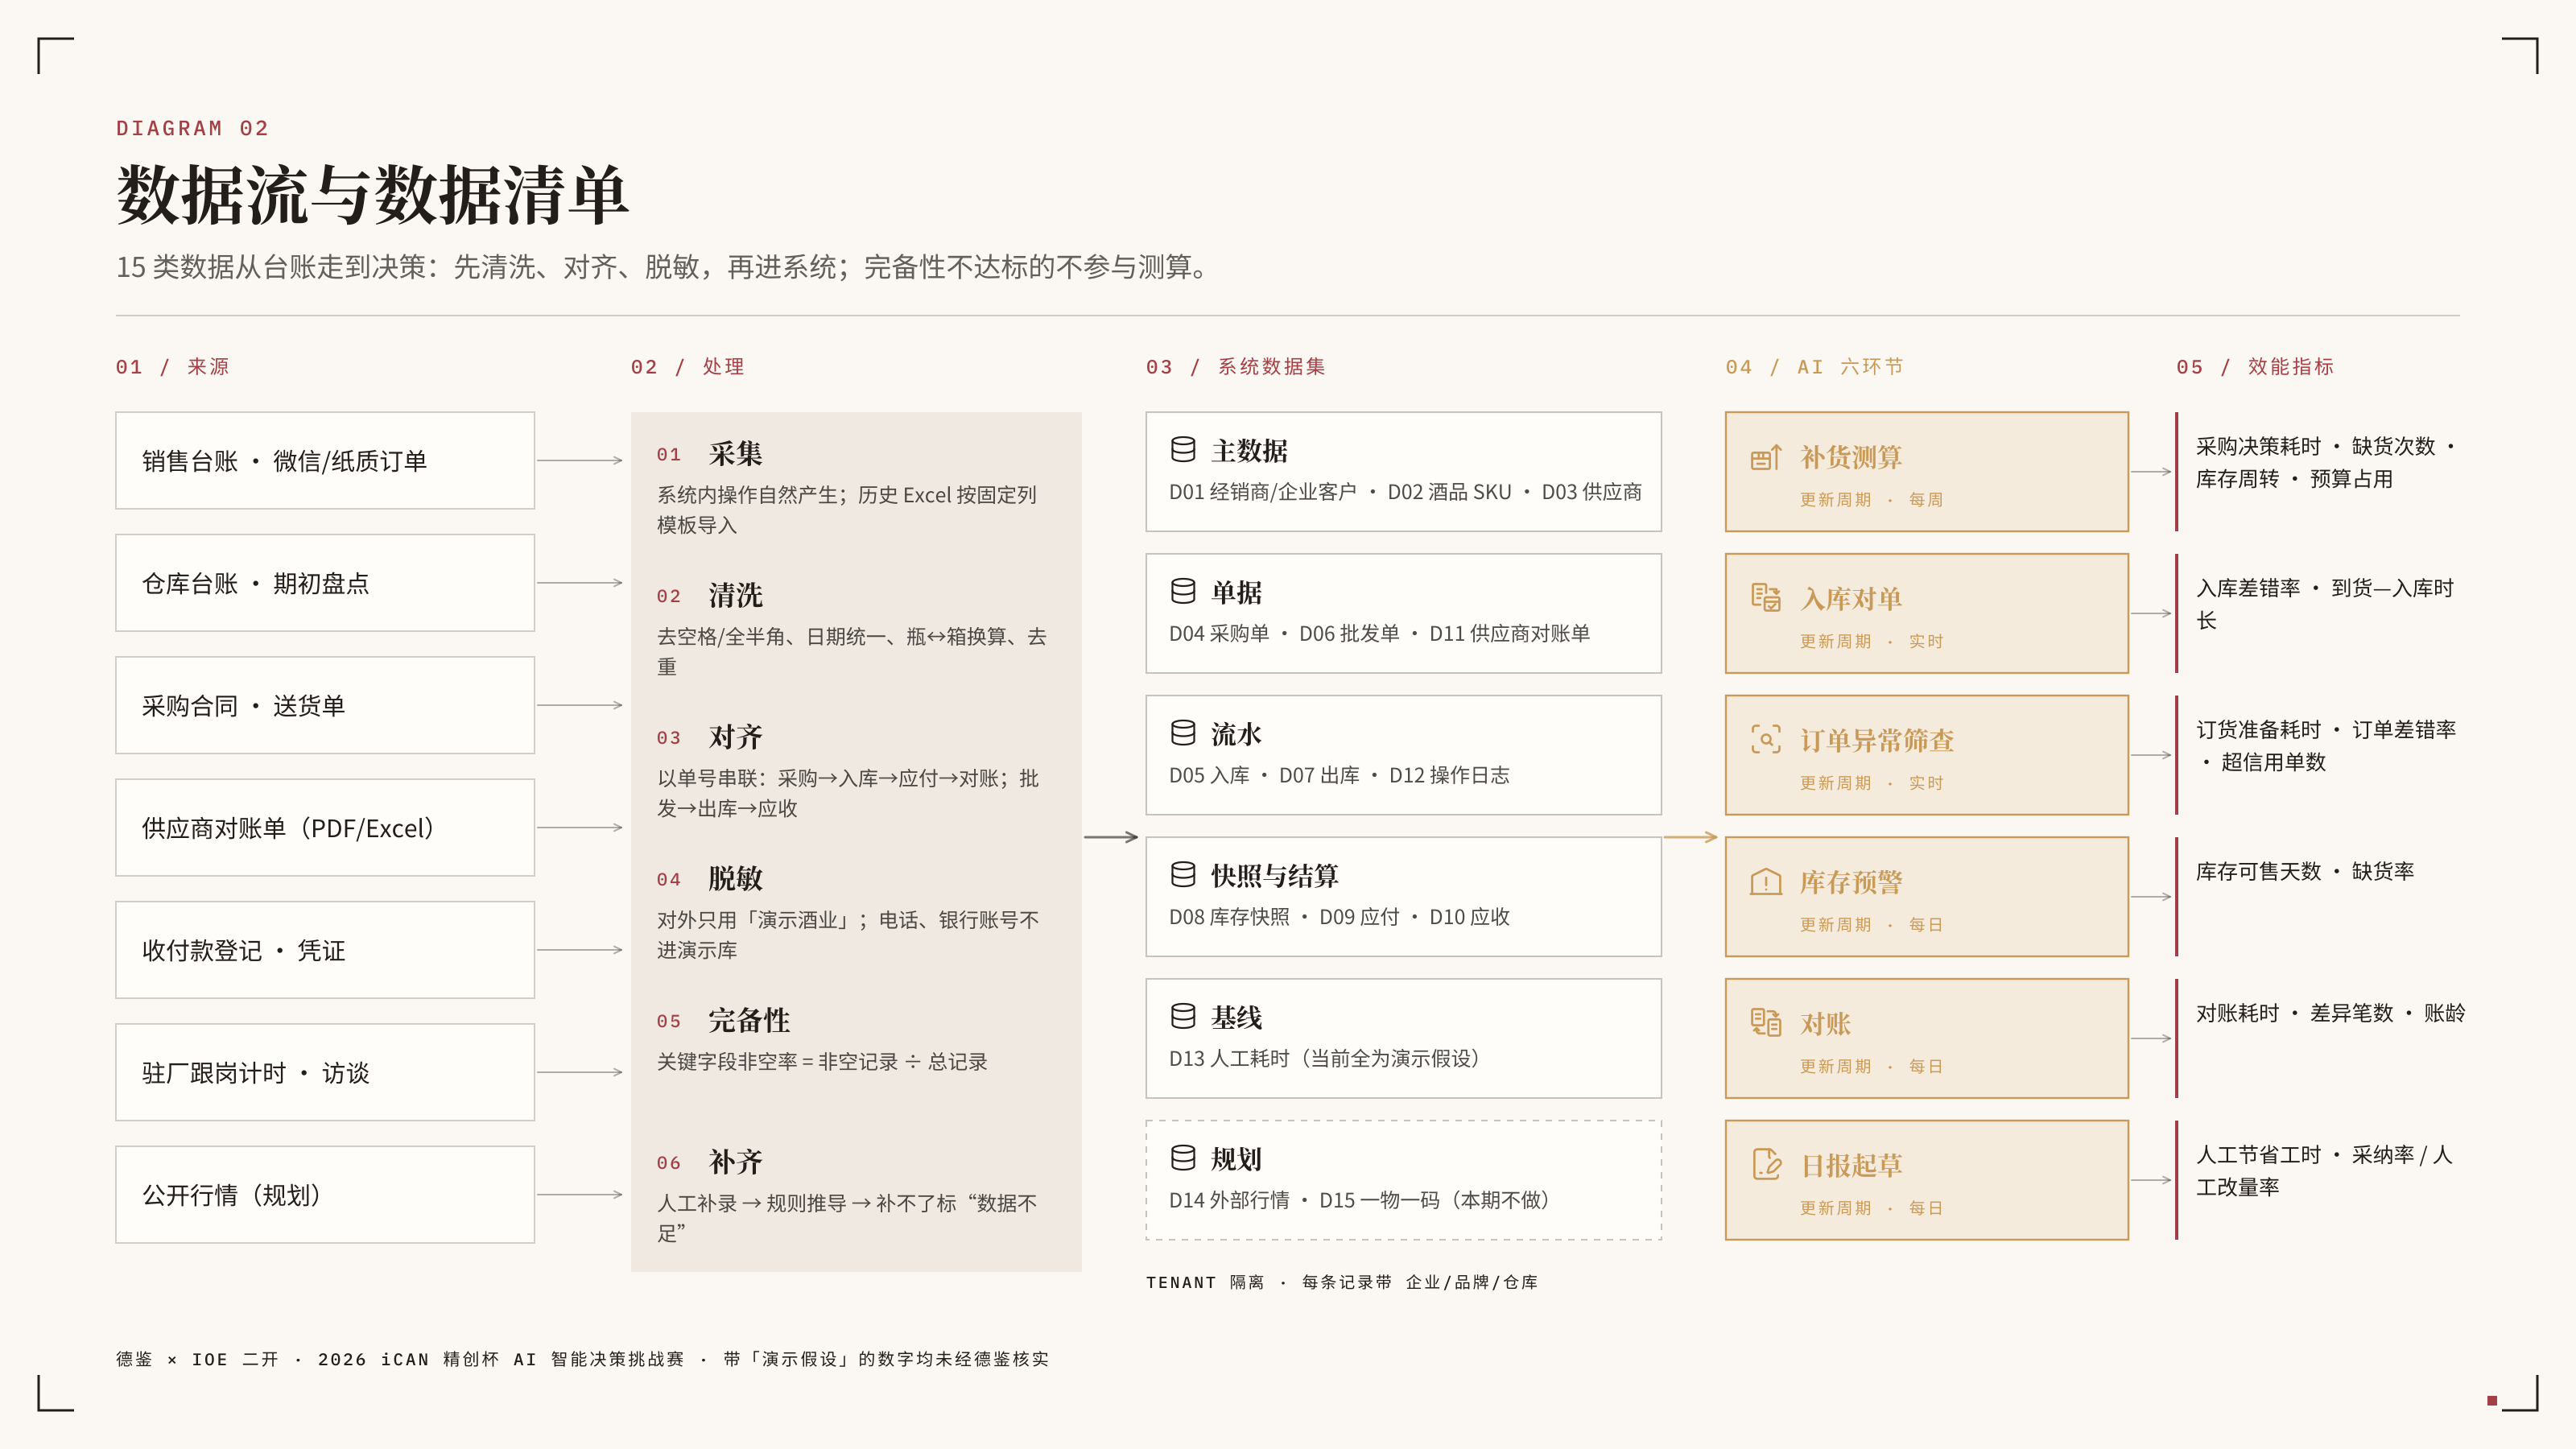 DIAGRAM 02
数据流与数据清单
15 类数据从台账走到决策：先清洗、对齐、脱敏，再进系统；完备性不达标的不参与测算。
01 / 来源
销售台账 · 微信/纸质订单
仓库台账 · 期初盘点
采购合同 · 送货单
供应商对账单（PDF/Excel）
收付款登记 · 凭证
驻厂跟岗计时 · 访谈
公开行情（规划）
02 / 处理
01 采集
系统内操作自然产生；历史 Excel 按固定列
模板导入
02 清洗
去空格/全半角、日期统一、瓶↔箱换算、去
重
03 对齐
以单号串联：采购→入库→应付→对账；批
发→出库→应收
04 脱敏
对外只用「演示酒业」；电话、银行账号不
进演示库
05 完备性
关键字段非空率 = 非空记录 ÷ 总记录
06 补齐
人工补录 → 规则推导 → 补不了标“数据不
足”
03 / 系统数据集
主数据
D01 经销商/企业客户 · D02 酒品 SKU · D03 供应商
单据
D04 采购单 · D06 批发单 · D11 供应商对账单
流水
D05 入库 · D07 出库 · D12 操作日志
快照与结算
D08 库存快照 · D09 应付 · D10 应收
基线
D13 人工耗时（当前全为演示假设）
规划
D14 外部行情 · D15 一物一码（本期不做）
TENANT 隔离 · 每条记录带 企业/品牌/仓库
04 / AI 六环节
补货测算
更新周期 · 每周
入库对单
更新周期 · 实时
订单异常筛查
更新周期 · 实时
库存预警
更新周期 · 每日
对账
更新周期 · 每日
日报起草
更新周期 · 每日
05 / 效能指标
采购决策耗时 · 缺货次数 ·
库存周转 · 预算占用
入库差错率 · 到货—入库时
长
订货准备耗时 · 订单差错率
· 超信用单数
库存可售天数 · 缺货率
对账耗时 · 差异笔数 · 账龄
人工节省工时 · 采纳率 / 人
工改量率
德鉴 × IOE 二开 · 2026 iCAN 精创杯 AI 智能决策挑战赛 · 带「演示假设」的数字均未经德鉴核实